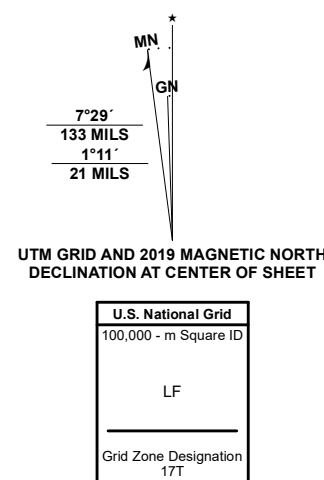 ★
MN
GN
7°29´
133 MILS
1°11´
21 MILS
UTM GRID AND 2019 MAGNETIC NORTH
DECLINATION AT CENTER OF SHEET
U.S. National Grid
100,000 - m Square ID
LF
Grid Zone Designation
17T